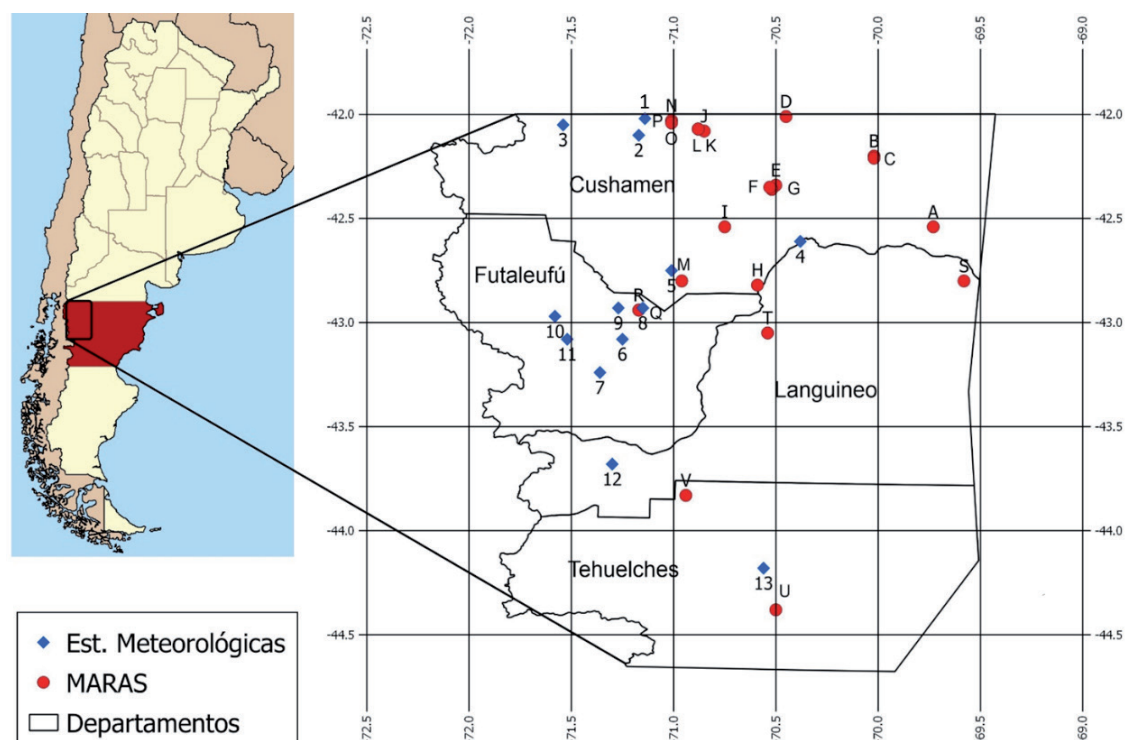 -72.5 -72.0 -71.5 -71.0 -70.5 -70.0 -69.5 -69.0
-42.0 -42.0
1 N J D
3 2 P O L K B
C
Cushamen F E G
-42.5 I A -42.5
4
Futaleufú 5 M H S
R
-43.0 10 9 8 Q T -43.0
11 6
7 Languineo
-43.5 -43.5
12 V
-44.0 -44.0
Tehuelches 13 U
-44.5 -44.5
-72.5 -72.0 -71.5 -71.0 -70.5 -70.0 -69.5 -69.0
Est. Meteorológicas
MARAS
Departamentos